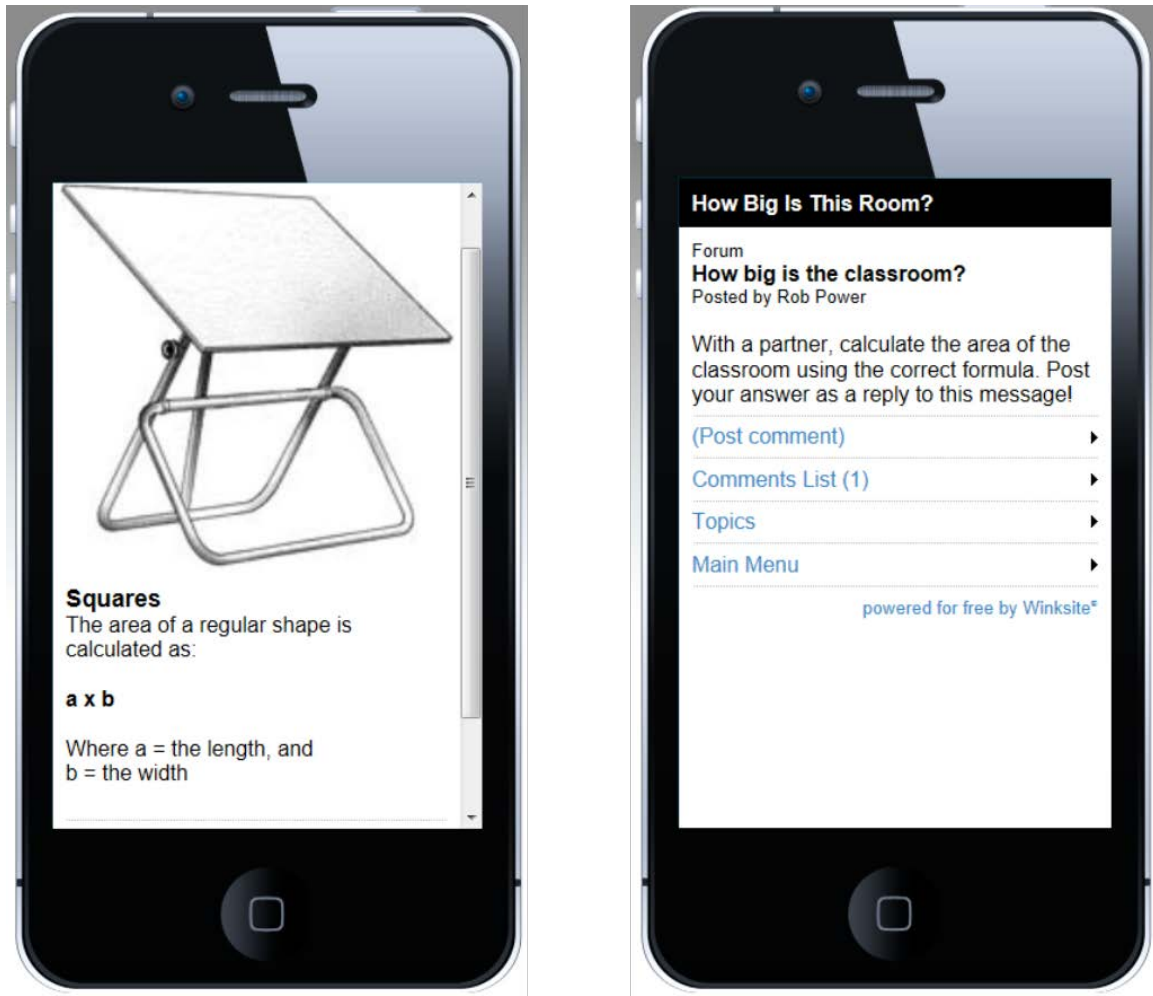 Squares
The area of a regular shape is
calculated as:
a x b
Where a = the length, and
b = the width
How Big Is This Room?
Forum
How big is the classroom?
Posted by Rob Power
With a partner, calculate the area of the
classroom using the correct formula. Post
your answer as a reply to this message!
(Post comment)
Comments List (1)
Topics
Main Menu
powered for free by Winksite®